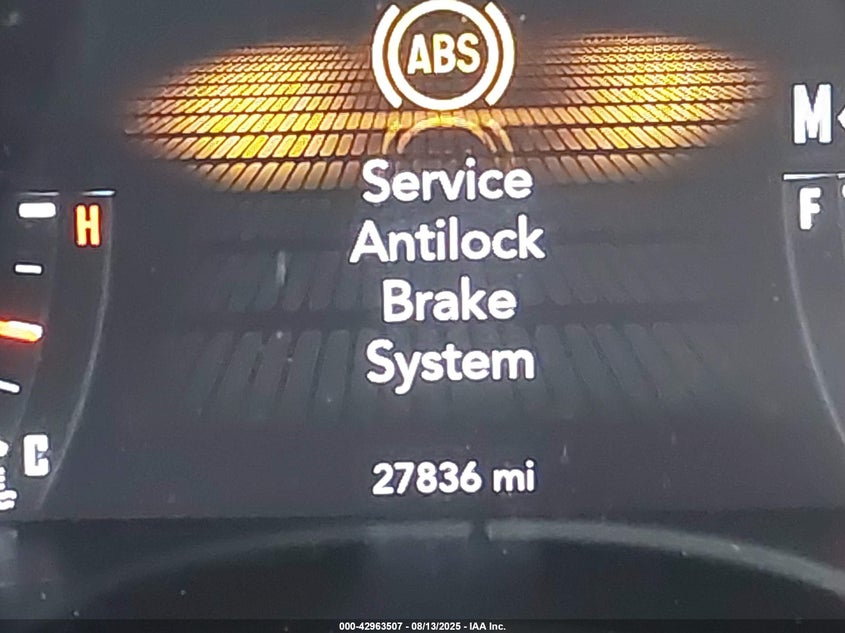 ABS
M
Service
H
F
Antilock
Brake
System
C
27836 mi
000-42963507 - 08/13/2025 - IAA Inc.